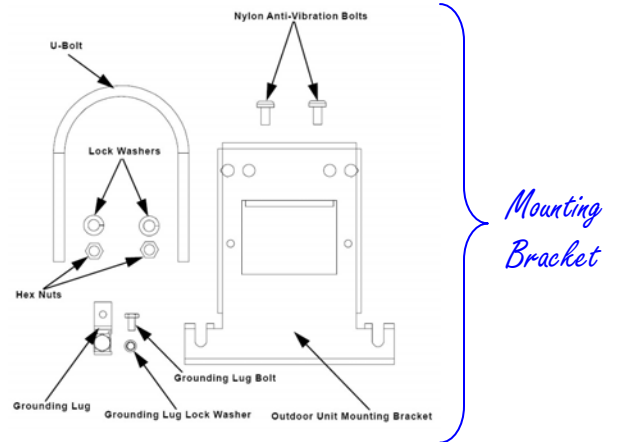 Nylon Anti-Vibration Bolts
U-Bolt
Lock Washers
Mounting
Bracket
Hex Nuts
Grounding Lug Bolt
Grounding Lug
Grounding Lug Lock Washer
Outdoor Unit Mounting Bracket